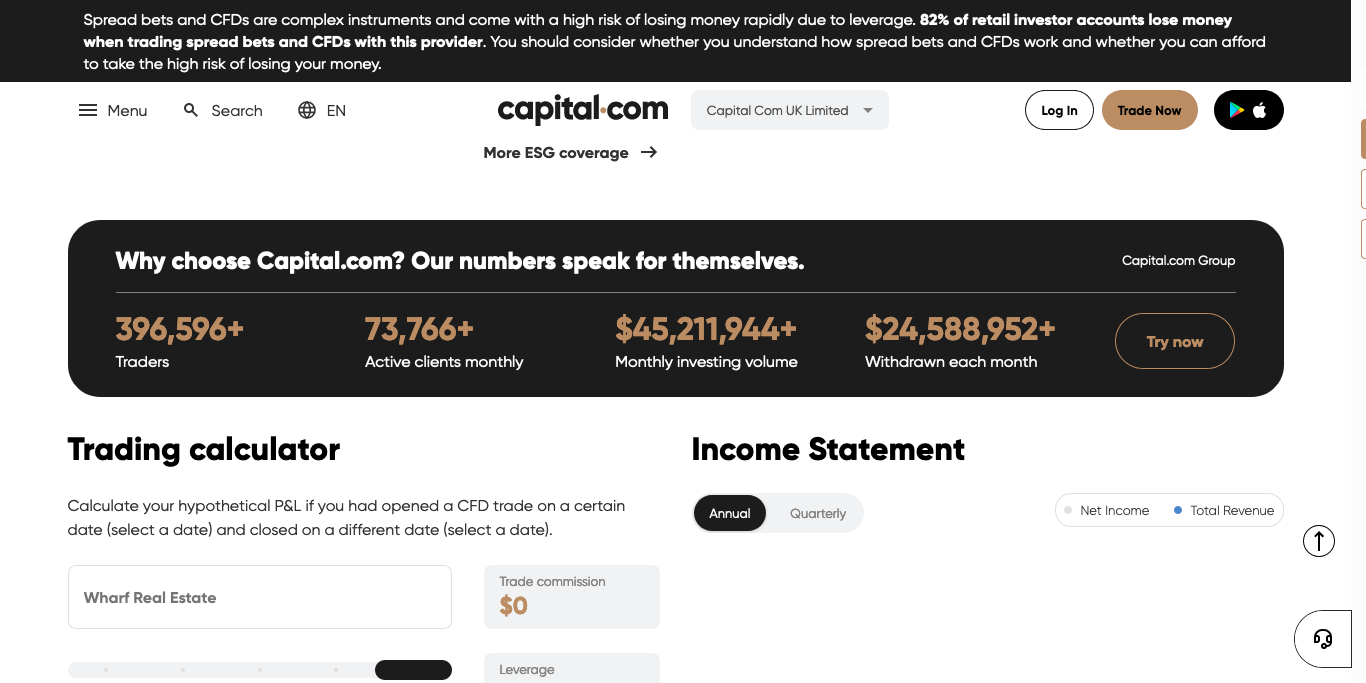 Spread bets and CFDs are complex instruments and come with a high risk of losing money rapidly due to leverage. 82% of retail investor accounts lose money
when trading spread bets and CFDs with this provider. You should consider whether you understand how spread bets and CFDs work and whether you can afford
to take the high risk of losing your money.
Menu Search EN capital.com Capital Com UK Limited Log In Trade Now
More ESG coverage
Why choose Capital.com? Our numbers speak for themselves. Capital.com Group
396,596+ 73,766+ $45,211,944+ $24,588,952+
Traders Active clients monthly Monthly investing volume Withdrawn each month Try now
Trading calculator
Calculate your hypothetical P&L if you had opened a CFD trade on a certain
date (select a date) and closed on a different date (select a date).
Wharf Real Estate
Trade commission
$0
Leverage
Income Statement
Annual Quarterly Net Income Total Revenue